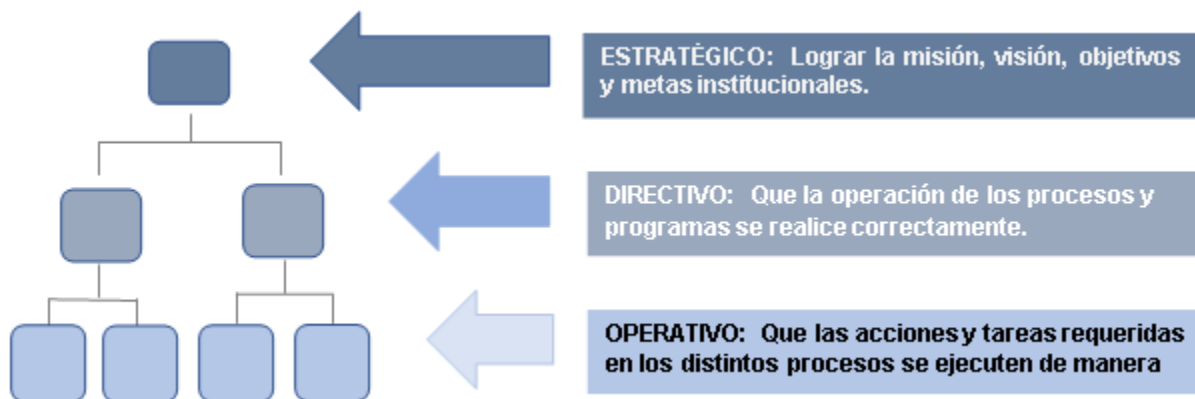 ESTRATÉGICO: Lograr la misión, visión, objetivos
y metas institucionales.
DIRECTIVO: Que la operación de los procesos y
programas se realice correctamente.
OPERATIVO: Que las acciones y tareas requeridas
en los distintos procesos se ejecuten de manera